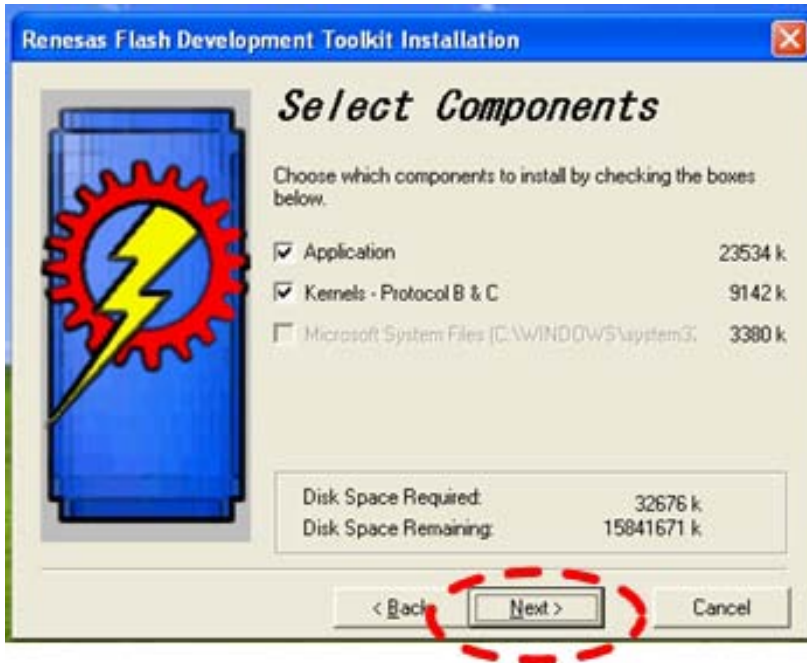 Renesas Flash Development Toolkit Installation
Select Components
Choose which components to install by checking the boxes
below.
Application 23534 k
Kernels - Protocol B & C 9142 k
Microsoft System Files (C:\WINDOWS\system3 3380 k
Disk Space Required: 32676 k
Disk Space Remaining: 15841671 k
< Back Next > Cancel